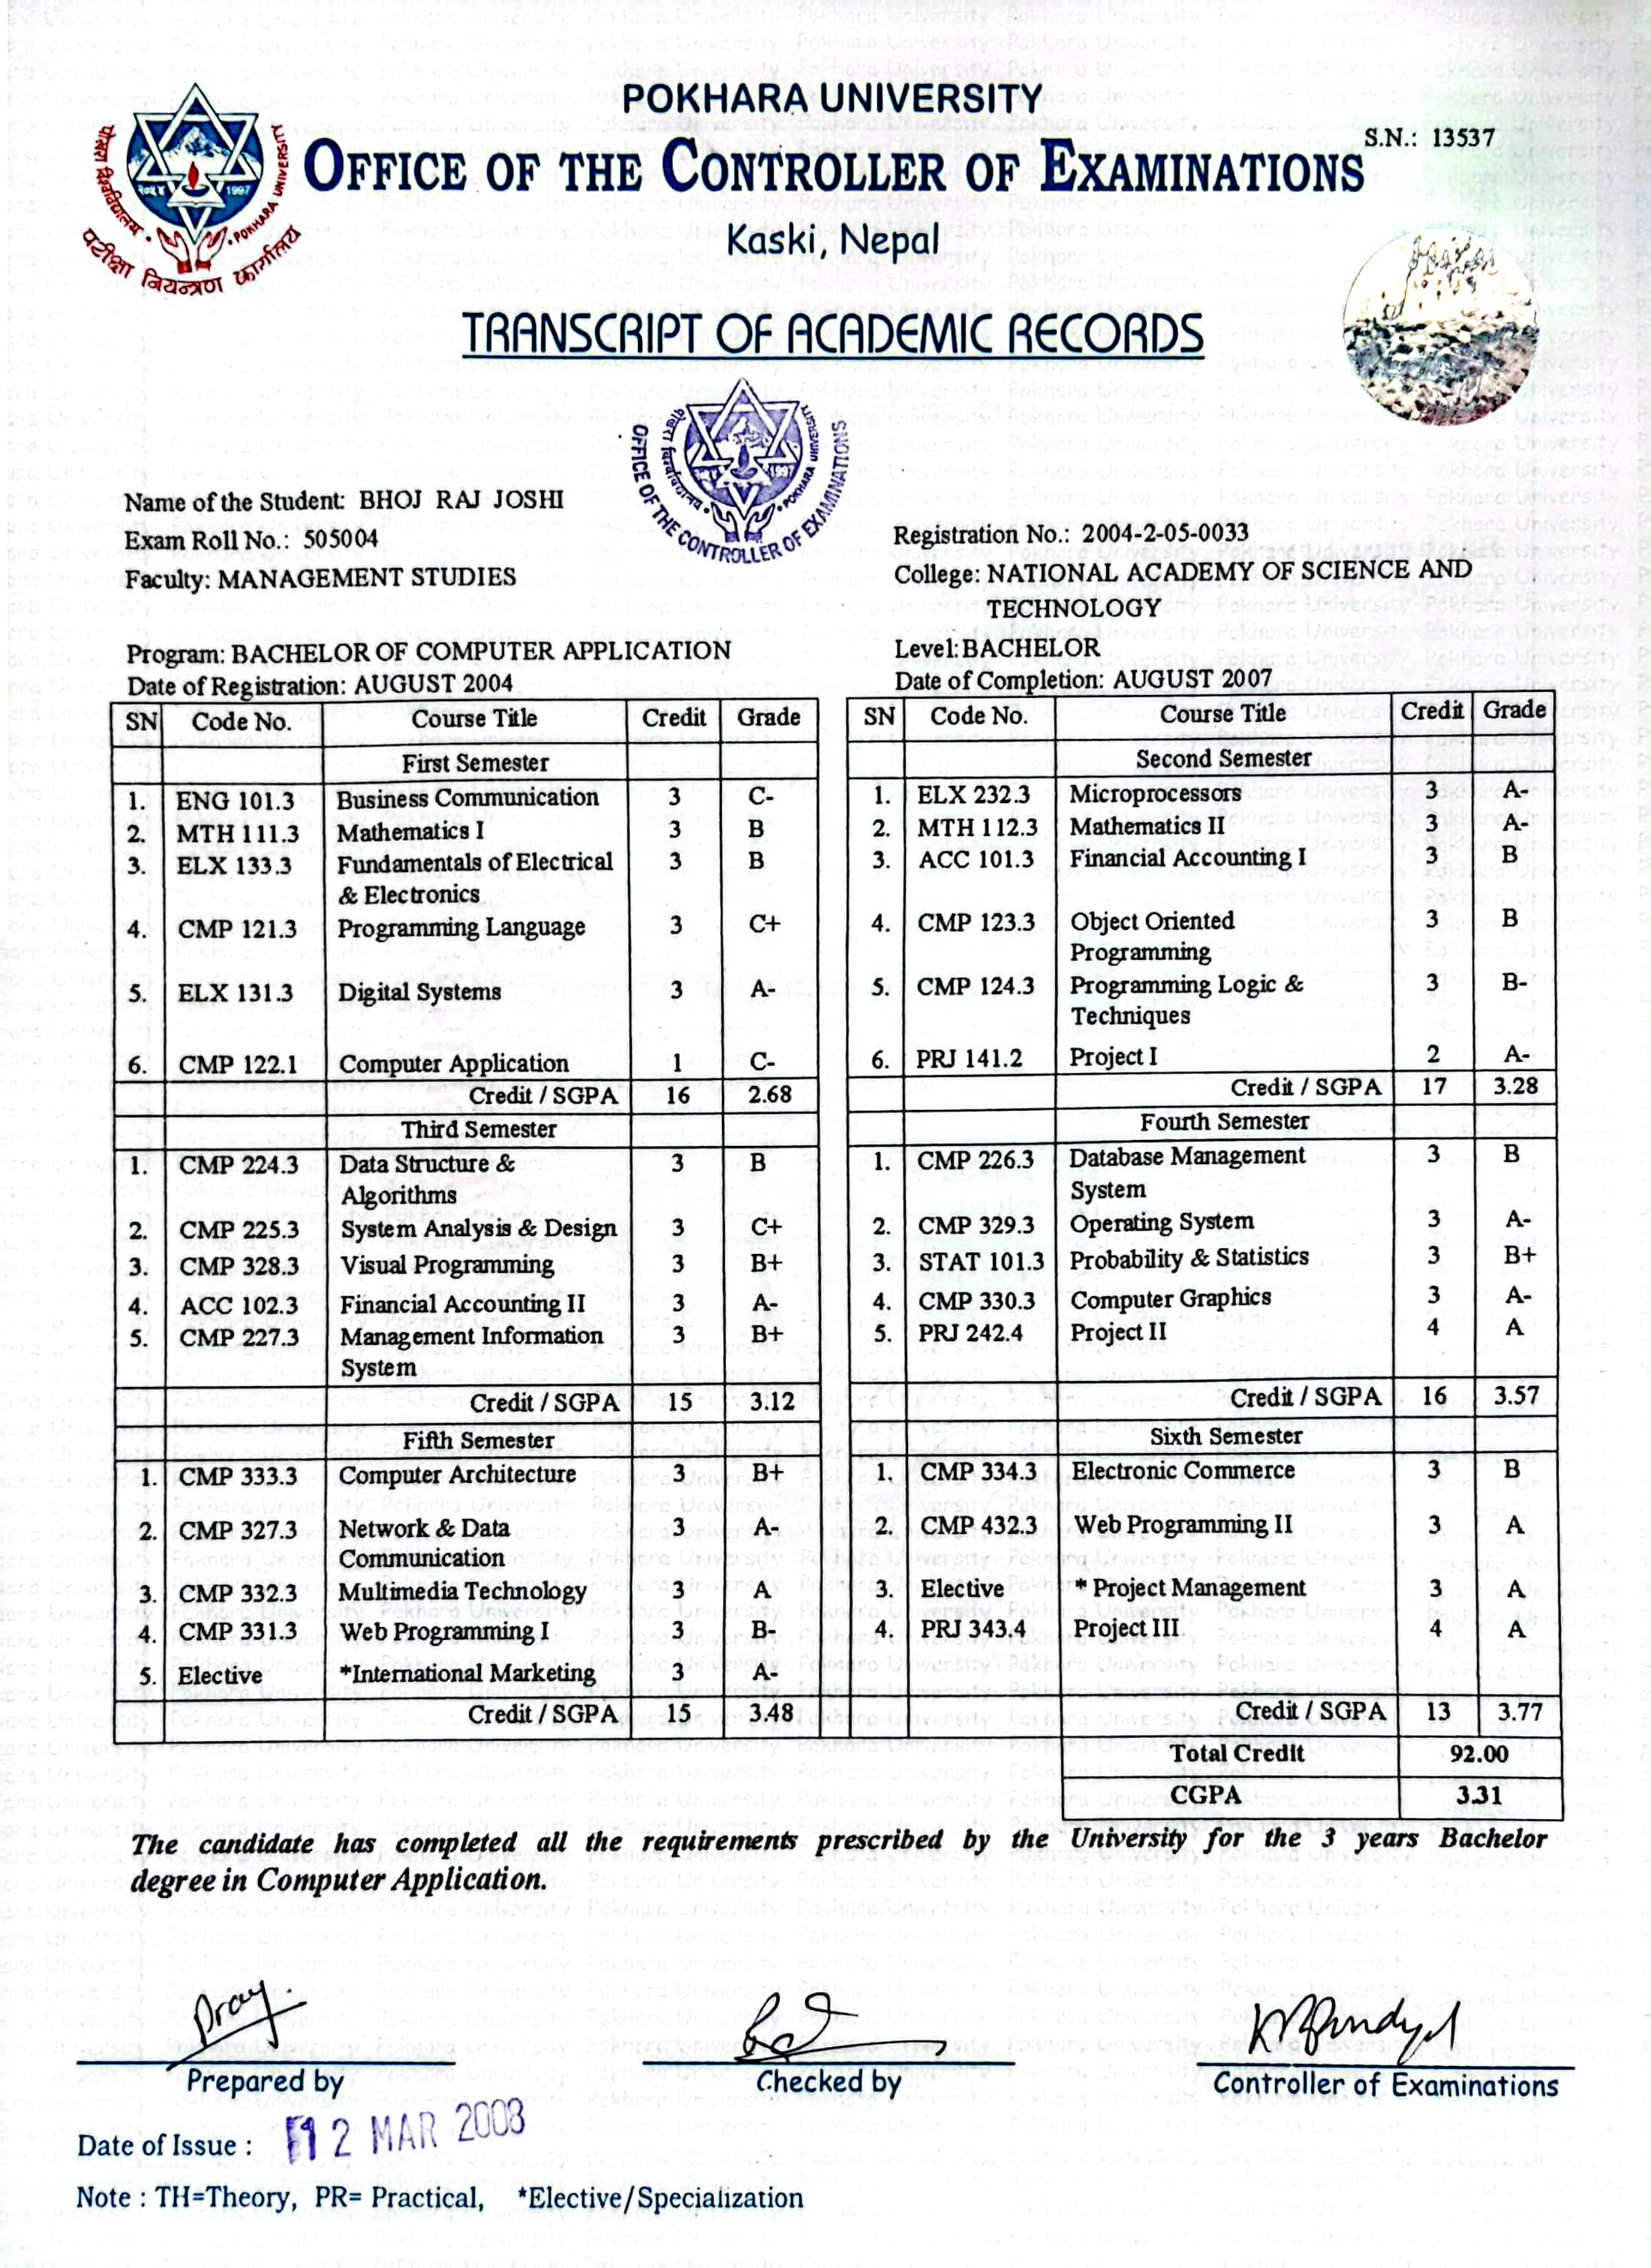 POKHARA UNIVERSITY
S.N.: 13537
OFFICE OF THE CONTROLLER OF EXAMINATIONS
Kaski, Nepal
पोखरा विश्वविद्यालय
POKHARA UNIVERSITY
1997
परीक्षा नियन्त्रण कार्यालय
TRANSCRIPT OF ACADEMIC RECORDS
OFFICE OF THE CONTROLLER OF EXAMINATIONS
पोखरा विश्वविद्यालय
POKHARA UNIVERSITY
1997
Name of the Student: BHOJ RAJ JOSHI
Exam Roll No.: 505004
Registration No.: 2004-2-05-0033
Faculty: MANAGEMENT STUDIES
College: NATIONAL ACADEMY OF SCIENCE AND
TECHNOLOGY
Program: BACHELOR OF COMPUTER APPLICATION
Level: BACHELOR
Date of Registration: AUGUST 2004
Date of Completion: AUGUST 2007
SN Code No. Course Title Credit Grade
First Semester
1. ENG 101.3 Business Communication 3 C-
2. MTH 111.3 Mathematics I 3 B
3. ELX 133.3 Fundamentals of Electrical 3 B
& Electronics
4. CMP 121.3 Programming Language 3 C+
5. ELX 131.3 Digital Systems 3 A-
6. CMP 122.1 Computer Application 1 C-
Credit / SGPA 16 2.68
SN Code No. Course Title Credit Grade
Second Semester
1. ELX 232.3 Microprocessors 3 A-
2. MTH 112.3 Mathematics II 3 A-
3. ACC 101.3 Financial Accounting I 3 B
4. CMP 123.3 Object Oriented 3 B
Programming
5. CMP 124.3 Programming Logic & 3 B-
Techniques
6. PRJ 141.2 Project I 2 A-
Credit / SGPA 17 3.28
Third Semester
1. CMP 224.3 Data Structure & 3 B
Algorithms
2. CMP 225.3 System Analysis & Design 3 C+
3. CMP 328.3 Visual Programming 3 B+
4. ACC 102.3 Financial Accounting II 3 A-
5. CMP 227.3 Management Information 3 B+
System
Credit / SGPA 15 3.12
Fourth Semester
1. CMP 226.3 Database Management 3 B
System
2. CMP 329.3 Operating System 3 A-
3. STAT 101.3 Probability & Statistics 3 B+
4. CMP 330.3 Computer Graphics 3 A-
5. PRJ 242.4 Project II 4 A
Credit / SGPA 16 3.57
Fifth Semester
1. CMP 333.3 Computer Architecture 3 B+
2. CMP 327.3 Network & Data 3 A-
Communication
3. CMP 332.3 Multimedia Technology 3 A
4. CMP 331.3 Web Programming I 3 B-
5. Elective *International Marketing 3 A-
Credit / SGPA 15 3.48
Sixth Semester
1. CMP 334.3 Electronic Commerce 3 B
2. CMP 432.3 Web Programming II 3 A
3. Elective * Project Management 3 A
4. PRJ 343.4 Project III 4 A
Credit / SGPA 13 3.77
Total Credit 92.00
CGPA 3.31
The candidate has completed all the requirements prescribed by the University for the 3 years Bachelor
degree in Computer Application.
Prepared by
Checked by
Controller of Examinations
Date of Issue : 12 MAR 2008
Note : TH=Theory, PR= Practical, *Elective/Specialization